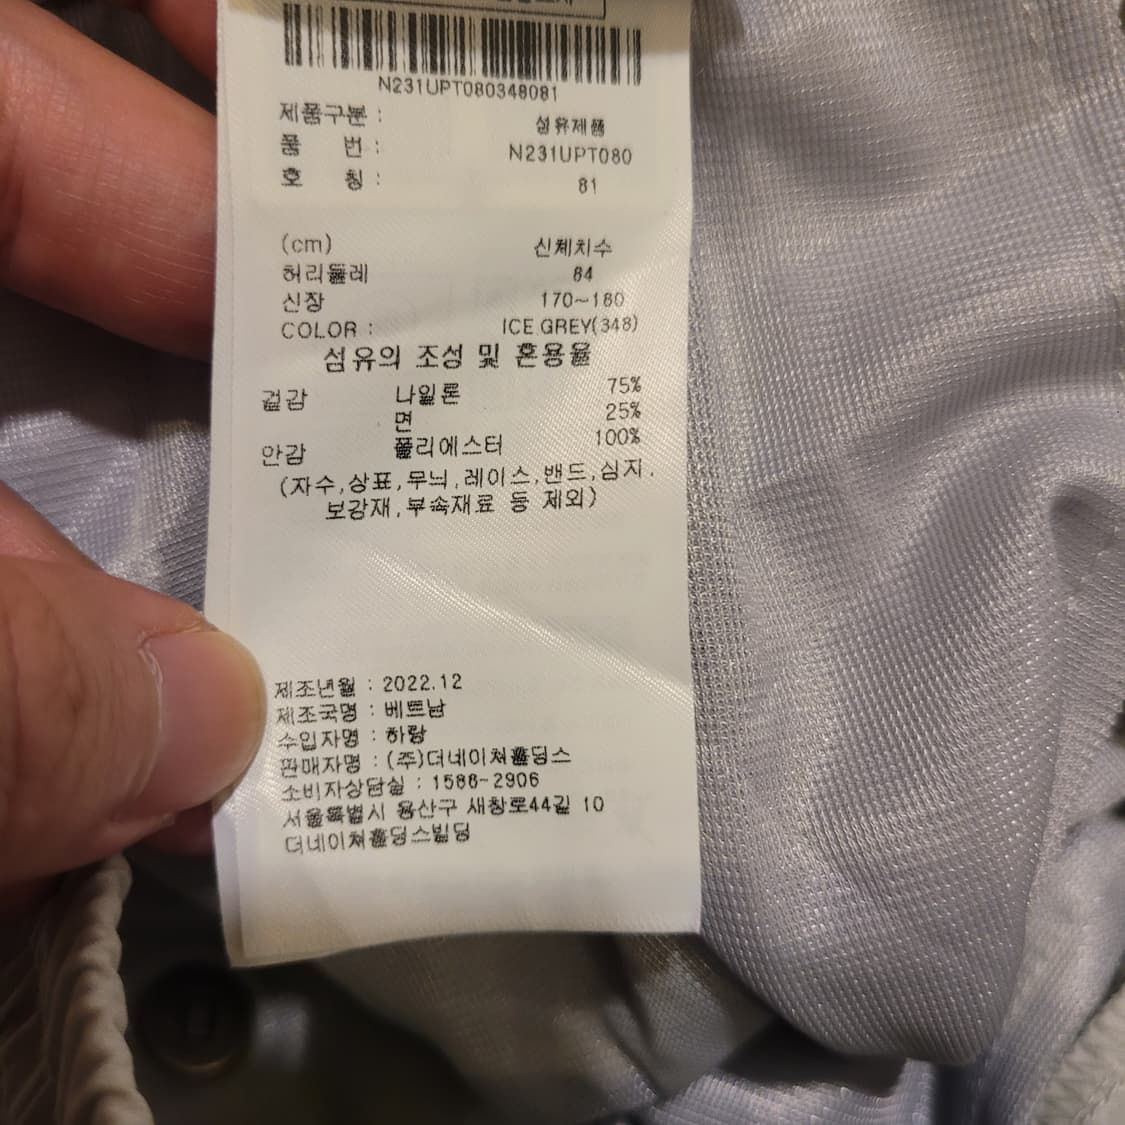 N231UPT080348081
제품구분 : 섬유제품
품 번 : N231UPT080
호 칭 : 81
(cm) 신체치수
허리둘레 84
신장 170~180
COLOR : ICE GREY(348)
섬유의 조성 및 혼용율
겉감 나일론 75%
면 25%
안감 폴리에스터 100%
(자수,상표,무늬,레이스,밴드,심지,
보강재,부속재료 등 제외)
제조년월 : 2022.12
제조국명 : 베트남
수입자명 : 하랑
판매자명 : (주)더네이쳐홀딩스
소비자상담실 : 1588-2906
서울특별시 용산구 새창로44길 10
더네이쳐홀딩스빌딩